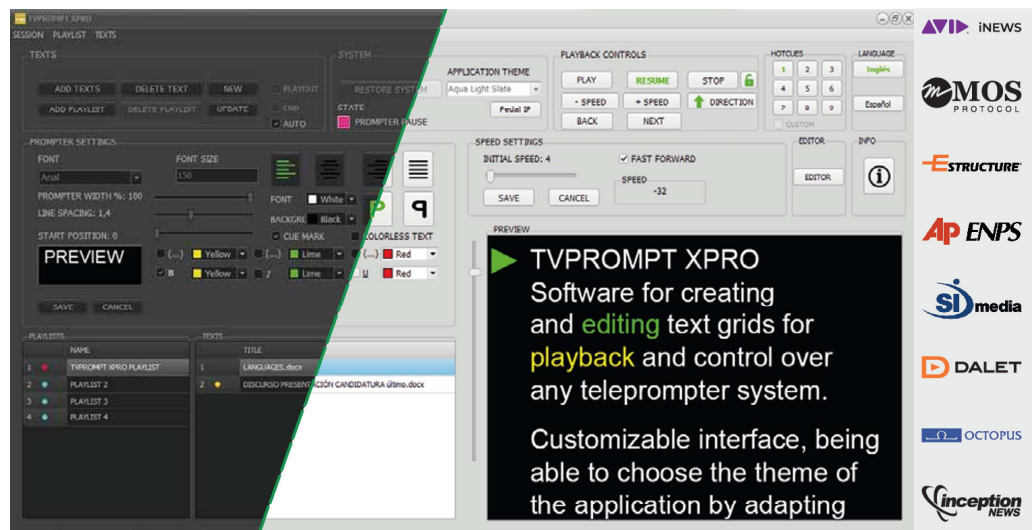 TVPROMPT XPRO
SESSION PLAYLIST TEXTS
TEXTS
ADD TEXTS DELETE TEXT NEW PLAYOUT
ADD PLAYLIST DELETE PLAYLIST UPDATE END
AUTO
SYSTEM
RESTORE SYSTEM
STATE
PROMPTER PAUSE
APPLICATION THEME
Aqua Light Slate
Pedal IP
PLAYBACK CONTROLS
PLAY RESUME STOP
- SPEED + SPEED DIRECTION
BACK NEXT
HOTCUES
1 2 3
4 5 6
7 8 9
CUSTOM
LANGUAGE
Inglés
Español
PROMPTER SETTINGS
FONT FONT SIZE
Arial 150
PROMPTER WIDTH %: 100
LINE SPACING: 1,4
START POSITION: 0
FONT White
BACKGRC Black
CUE MARK COLORLESS TEXT
P P
PREVIEW
(...) Yellow (...) Lime (...) Red
B Yellow I Lime U Red
SAVE CANCEL
SPEED SETTINGS
INITIAL SPEED: 4 FAST FORWARD
SPEED
-32
SAVE CANCEL
EDITOR
EDITOR
INFO
PLAYLISTS
NAME
1 TVPROMPT XPRO PLAYLIST
2 PLAYLIST 2
3 PLAYLIST 3
4 PLAYLIST 4
TEXTS
TITLE
1 LANGUAGES.docx
2 DISCURSO PRESENTACIÓN CANDIDATURA último.docx
PREVIEW
TVPROMPT XPRO
Software for creating
and editing text grids for
playback and control over
any teleprompter system.
Customizable interface, being
able to choose the theme of
the application by adapting
AVID iNEWS
MOS
PROTOCOL
ESTRUCTURE
AP ENPS
SI media
DALET
OCTOPUS
inception
NEWS